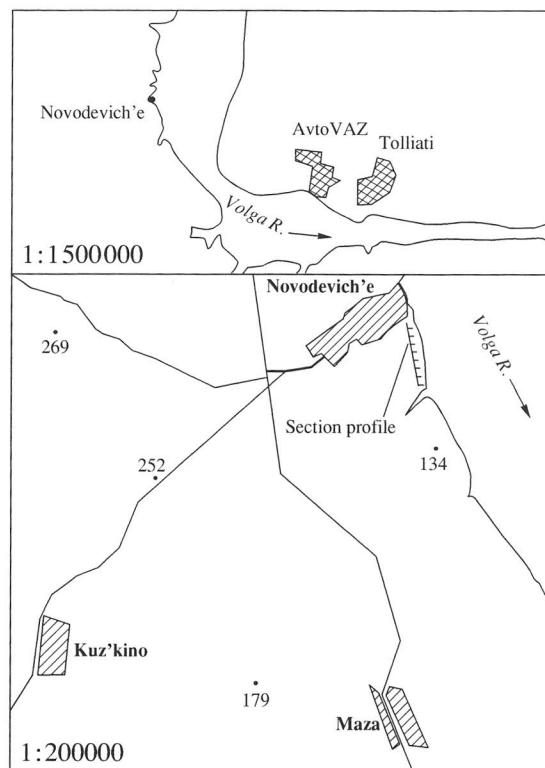 Novodevich'e
AvtoVAZ
Tolliati
Volga R.
1:1500000
Novodevich'e
269
Volga R.
Section profile
252
134
Kuz'kino
179
Maza
1:200000